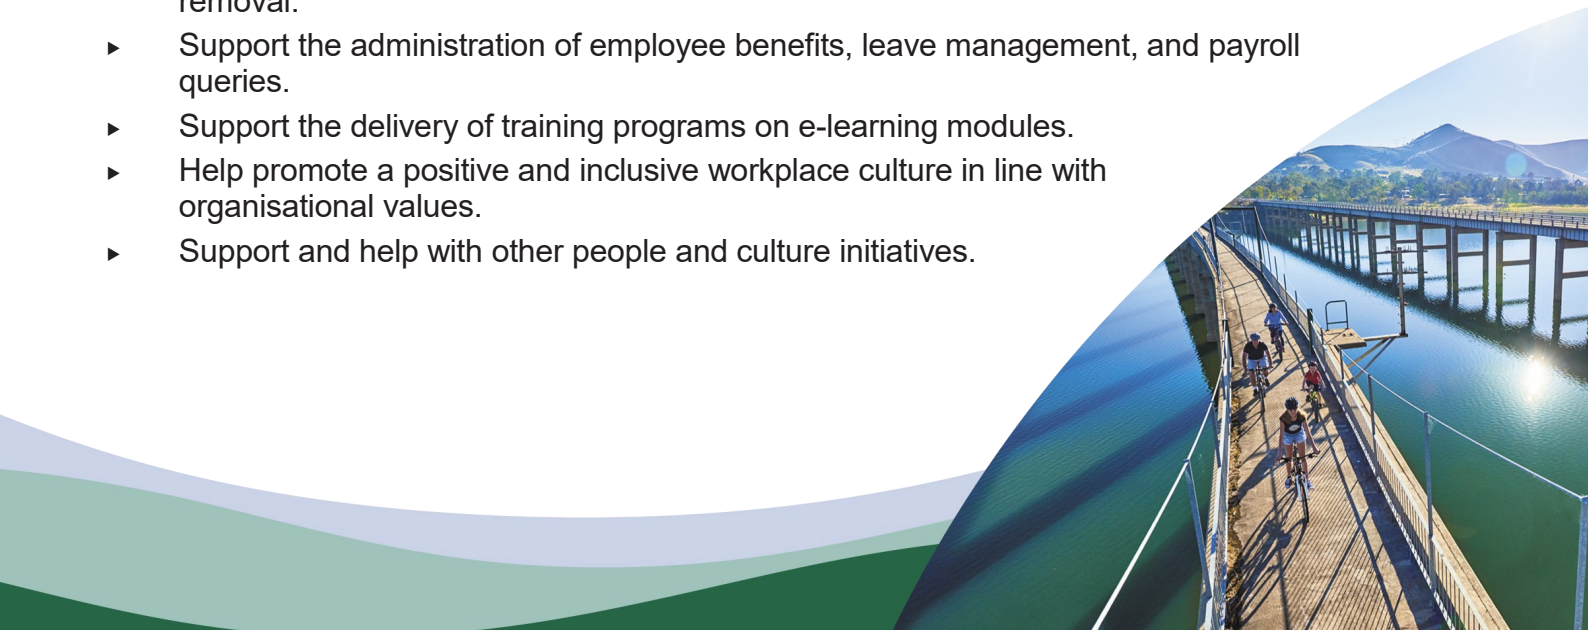 removal.
► Support the administration of employee benefits, leave management, and payroll
queries.
► Support the delivery of training programs on e-learning modules.
► Help promote a positive and inclusive workplace culture in line with
organisational values.
► Support and help with other people and culture initiatives.